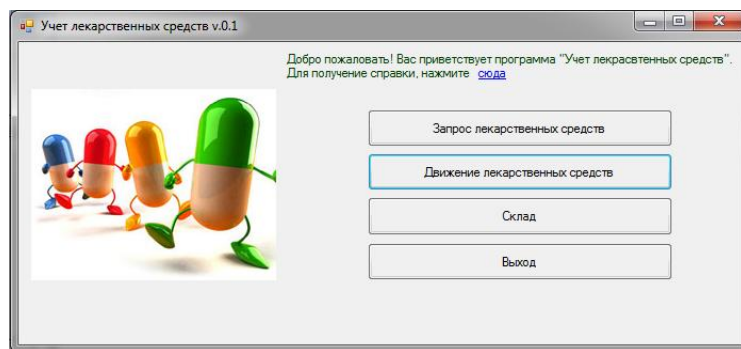 Учет лекарственных средств v.0.1
Добро пожаловать! Вас приветствует программа "Учет лекрасвтенных средств".
Для получение справки, нажмите сюда
Запрос лекарственных средств
Движение лекарственных средств
Склад
Выход